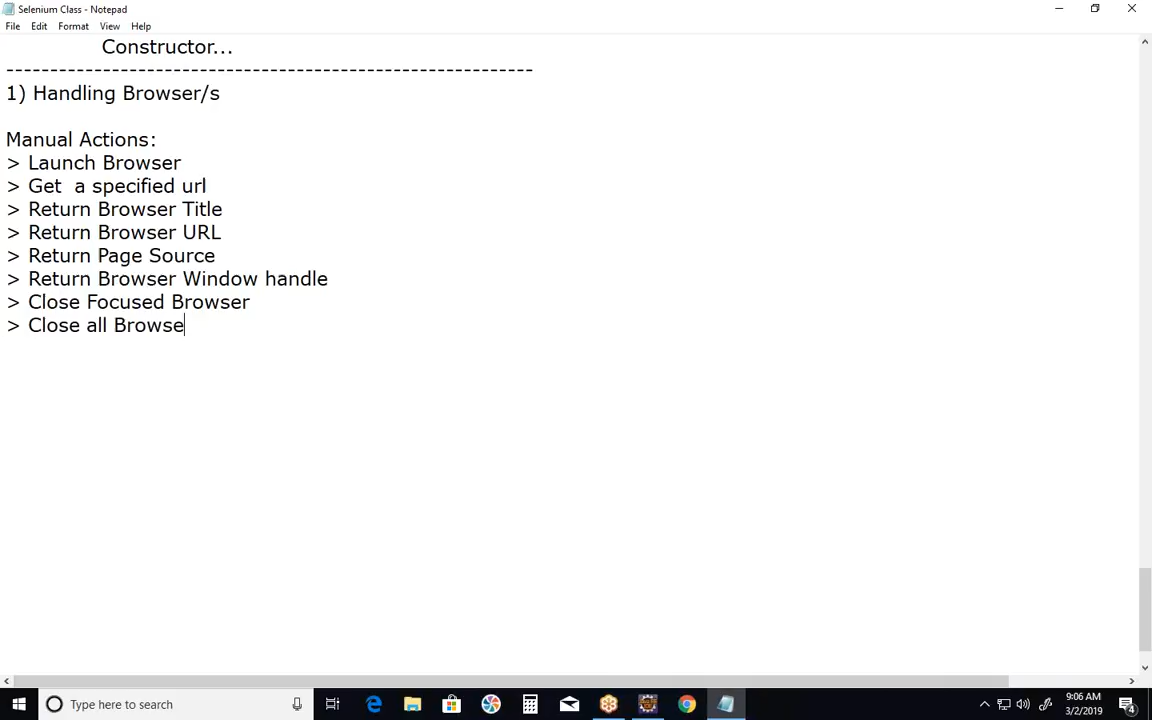 Selenium Class - Notepad
File Edit Format View Help
Constructor...
-----------------------------------------------------------
1) Handling Browser/s
Manual Actions:
> Launch Browser
> Get  a specified url
> Return Browser Title
> Return Browser URL
> Return Page Source
> Return Browser Window handle
> Close Focused Browser
> Close all Browse
Type here to search
9:06 AM
3/2/2019
4